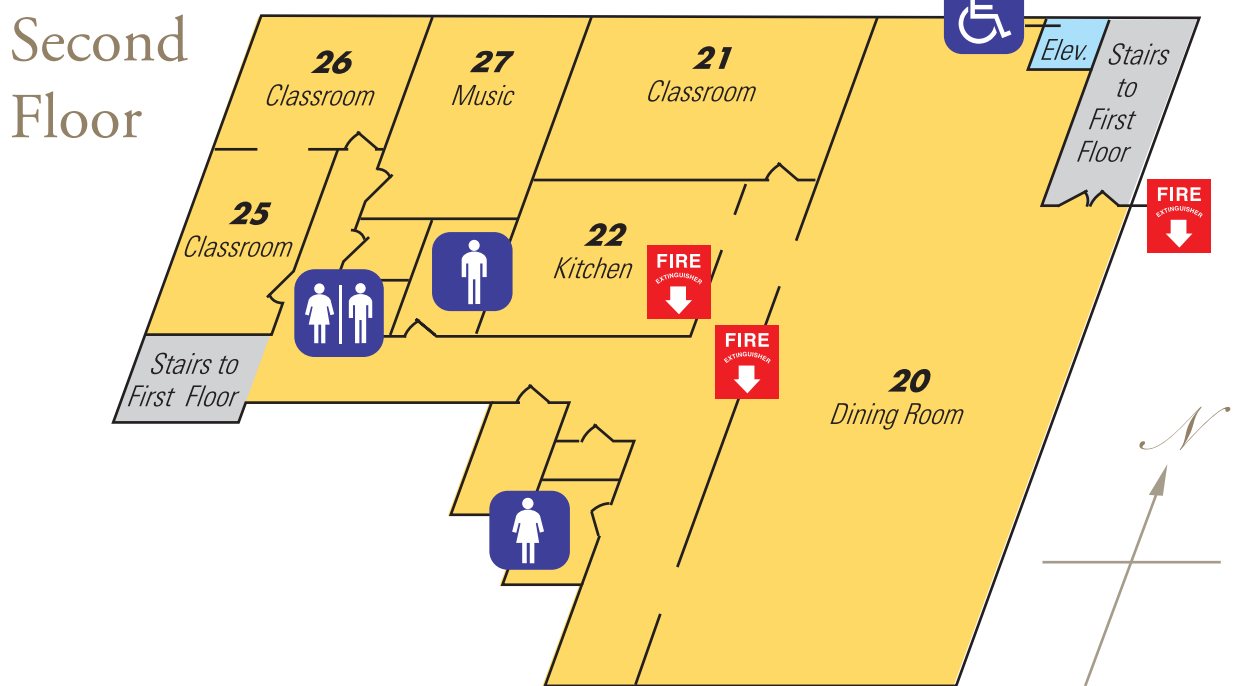 Second
Floor
26
Classroom
27
Music
21
Classroom
Elev.
Stairs
to
First
Floor
FIRE
EXTINGUISHER
25
Classroom
22
Kitchen
FIRE
EXTINGUISHER
FIRE
EXTINGUISHER
Stairs to
First Floor
20
Dining Room
N